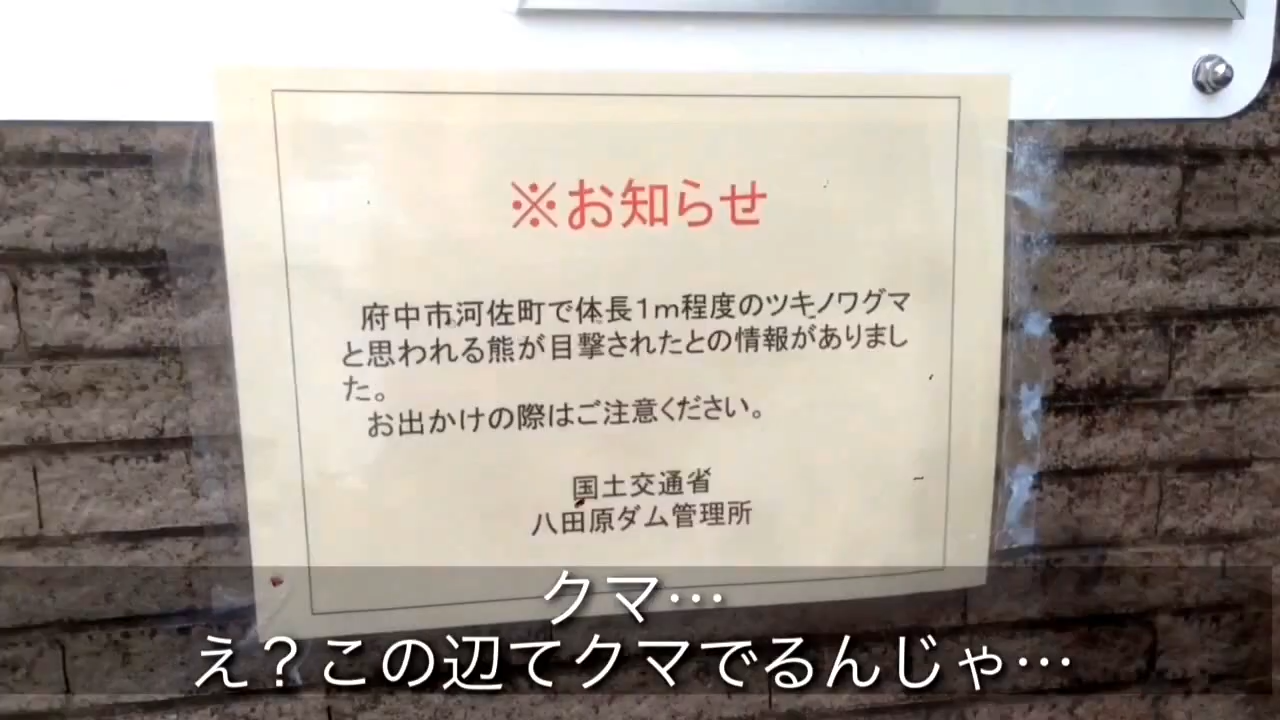 ※お知らせ
府中市河佐町で体長1m程度のツキノワグマ
と思われる熊が目撃されたとの情報がありまし
た。
お出かけの際はご注意ください。
国土交通省
八田原ダム管理所
クマ…
え？この辺てクマでるんじゃ…